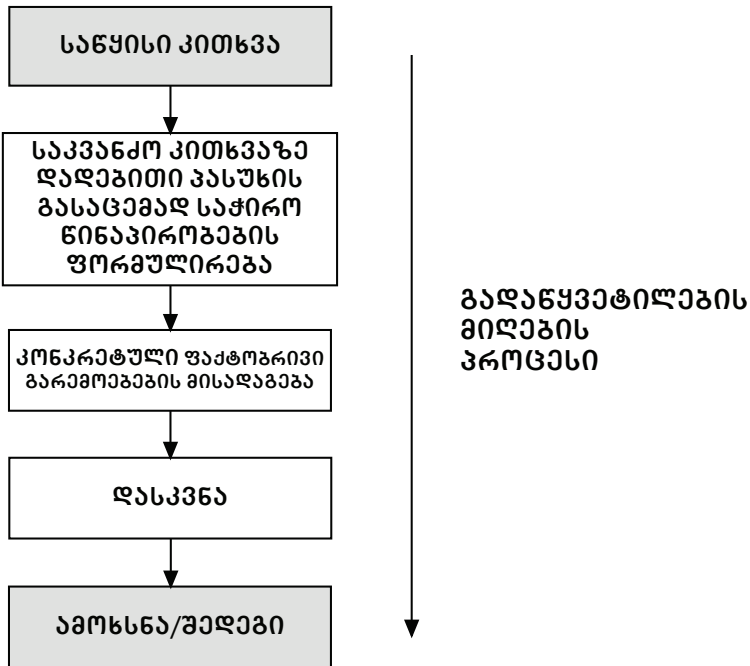 საწყისი კითხვა
საკვანძო კითხვაზე
დადებითი პასუხის
გასაცემად საჭირო
წინაპირობების
ფორმულირება
კონკრეტული ფაქტობრივი
გარემოებების მისადაგება
დასკვნა
ამოხსნა/შედეგი
გადაწყვეტილების
მიღების
პროცესი